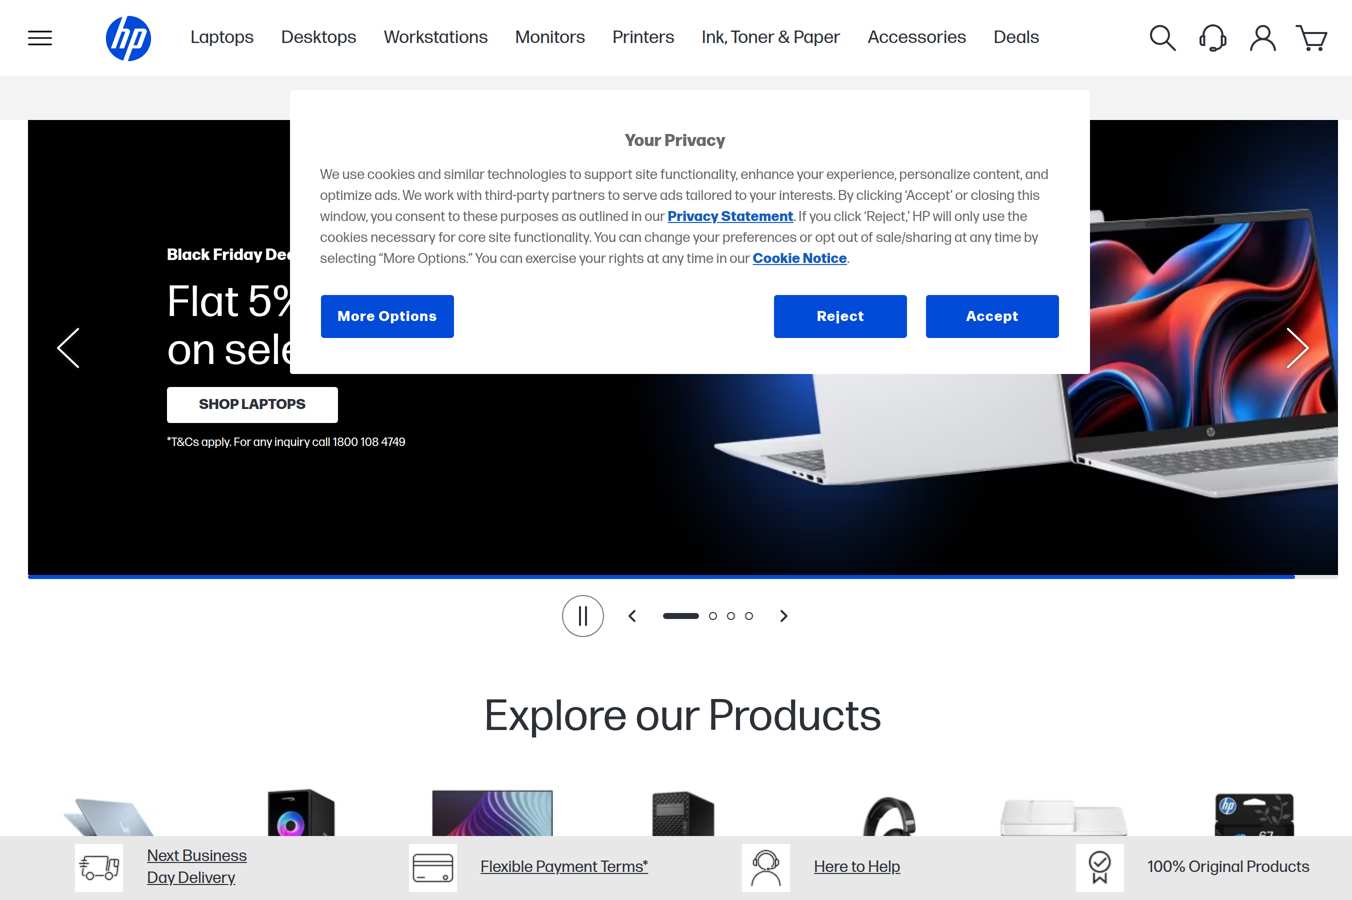 hp
Laptops
Desktops
Workstations
Monitors
Printers
Ink, Toner & Paper
Accessories
Deals
Your Privacy
We use cookies and similar technologies to support site functionality, enhance your experience, personalize content, and
optimize ads. We work with third-party partners to serve ads tailored to your interests. By clicking ‘Accept’ or closing this
window, you consent to these purposes as outlined in our Privacy Statement. If you click ‘Reject,’ HP will only use the
cookies necessary for core site functionality. You can change your preferences or opt out of sale/sharing at any time by
selecting “More Options.” You can exercise your rights at any time in our Cookie Notice.
More Options
Reject
Accept
Black Friday
Flat 5%
on
SHOP LAPTOPS
*T&Cs apply. For any inquiry call 1800 108 4749
Explore our Products
hp
67
Next Business
Day Delivery
Flexible Payment Terms*
Here to Help
100% Original Products